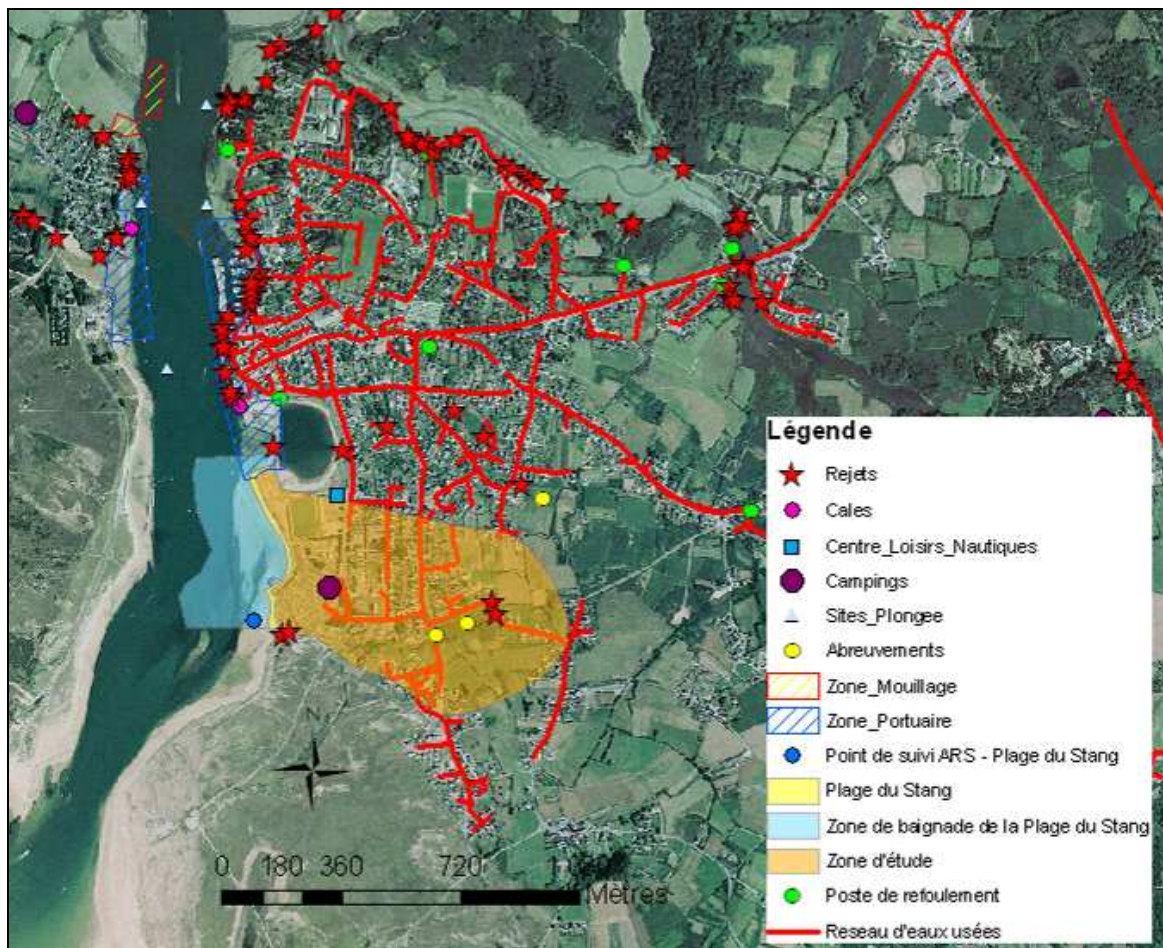 Légende
Rejets
Cales
Centre_Loisirs_Nautiques
Campings
Sites_Plongee
Abreuvements
Zone_Mouillage
Zone_Portuaire
Point de suivi ARS - Plage du Stang
Plage du Stang
Zone de baignade de la Plage du Stang
Zone d'étude
Poste de refoulement
Reseau d'eaux usées
N
0 180 360 720
Mètres